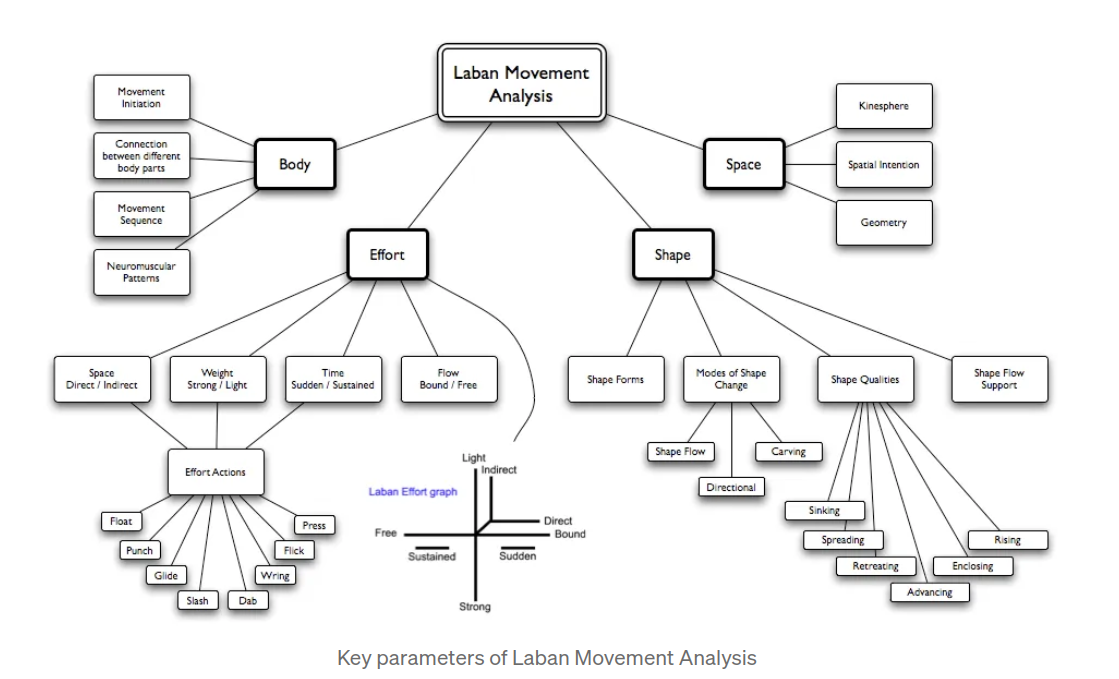 Laban Movement
Analysis
Movement
Initiation
Connection
between different
body parts
Movement
Sequence
Neuromuscular
Patterns
Body
Space
Kinesphere
Spatial Intention
Geometry
Effort
Shape
Space
Direct / Indirect
Weight
Strong / Light
Time
Sudden / Sustained
Flow
Bound / Free
Shape Forms
Modes of Shape
Change
Shape Qualities
Shape Flow
Support
Effort Actions
Float
Punch
Glide
Slash
Dab
Wring
Flick
Press
Laban Effort graph
Light
Indirect
Direct
Free
Bound
Sustained
Sudden
Strong
Shape Flow
Directional
Carving
Sinking
Spreading
Retreating
Advancing
Enclosing
Rising
Key parameters of Laban Movement Analysis